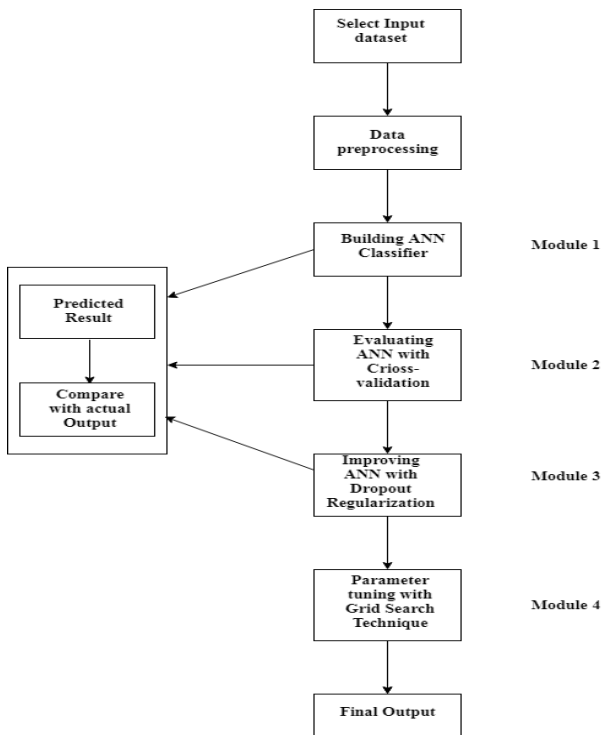 Select Input
dataset
Data
preprocessing
Building ANN
Classifier
Module 1
Predicted
Result
Compare
with actual
Output
Evaluating
ANN with
Crioss-
validation
Module 2
Improving
ANN with
Dropout
Regularization
Module 3
Parameter
tuning with
Grid Search
Technique
Module 4
Final Output